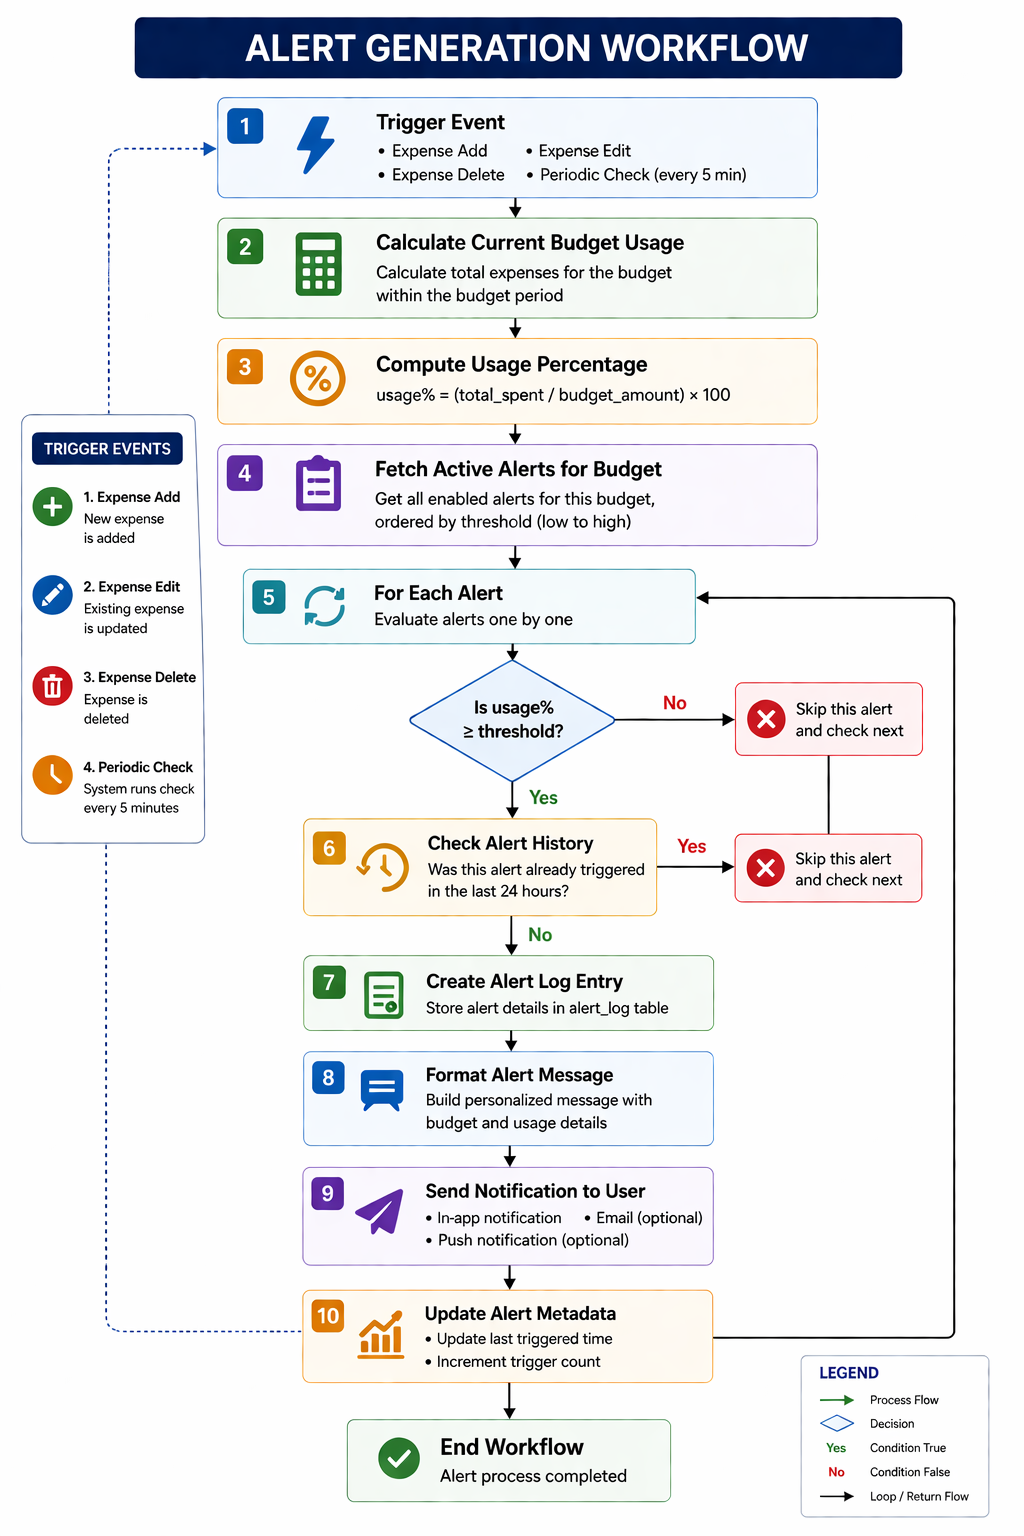 ALERT GENERATION WORKFLOW
1
Trigger Event
• Expense Add • Expense Edit
• Expense Delete • Periodic Check (every 5 min)
2
Calculate Current Budget Usage
Calculate total expenses for the budget
within the budget period
3
Compute Usage Percentage
usage% = (total_spent / budget_amount) × 100
4
Fetch Active Alerts for Budget
Get all enabled alerts for this budget,
ordered by threshold (low to high)
TRIGGER EVENTS
1. Expense Add
New expense
is added
2. Expense Edit
Existing expense
is updated
3. Expense Delete
Expense is
deleted
4. Periodic Check
System runs check
every 5 minutes
5
For Each Alert
Evaluate alerts one by one
Is usage%
≥ threshold?
No
Skip this alert
and check next
Yes
6
Check Alert History
Was this alert already triggered
in the last 24 hours?
Yes
Skip this alert
and check next
No
7
Create Alert Log Entry
Store alert details in alert_log table
8
Format Alert Message
Build personalized message with
budget and usage details
9
Send Notification to User
• In-app notification • Email (optional)
• Push notification (optional)
10
Update Alert Metadata
• Update last triggered time
• Increment trigger count
End Workflow
Alert process completed
LEGEND
Process Flow
Decision
Yes Condition True
No Condition False
Loop / Return Flow